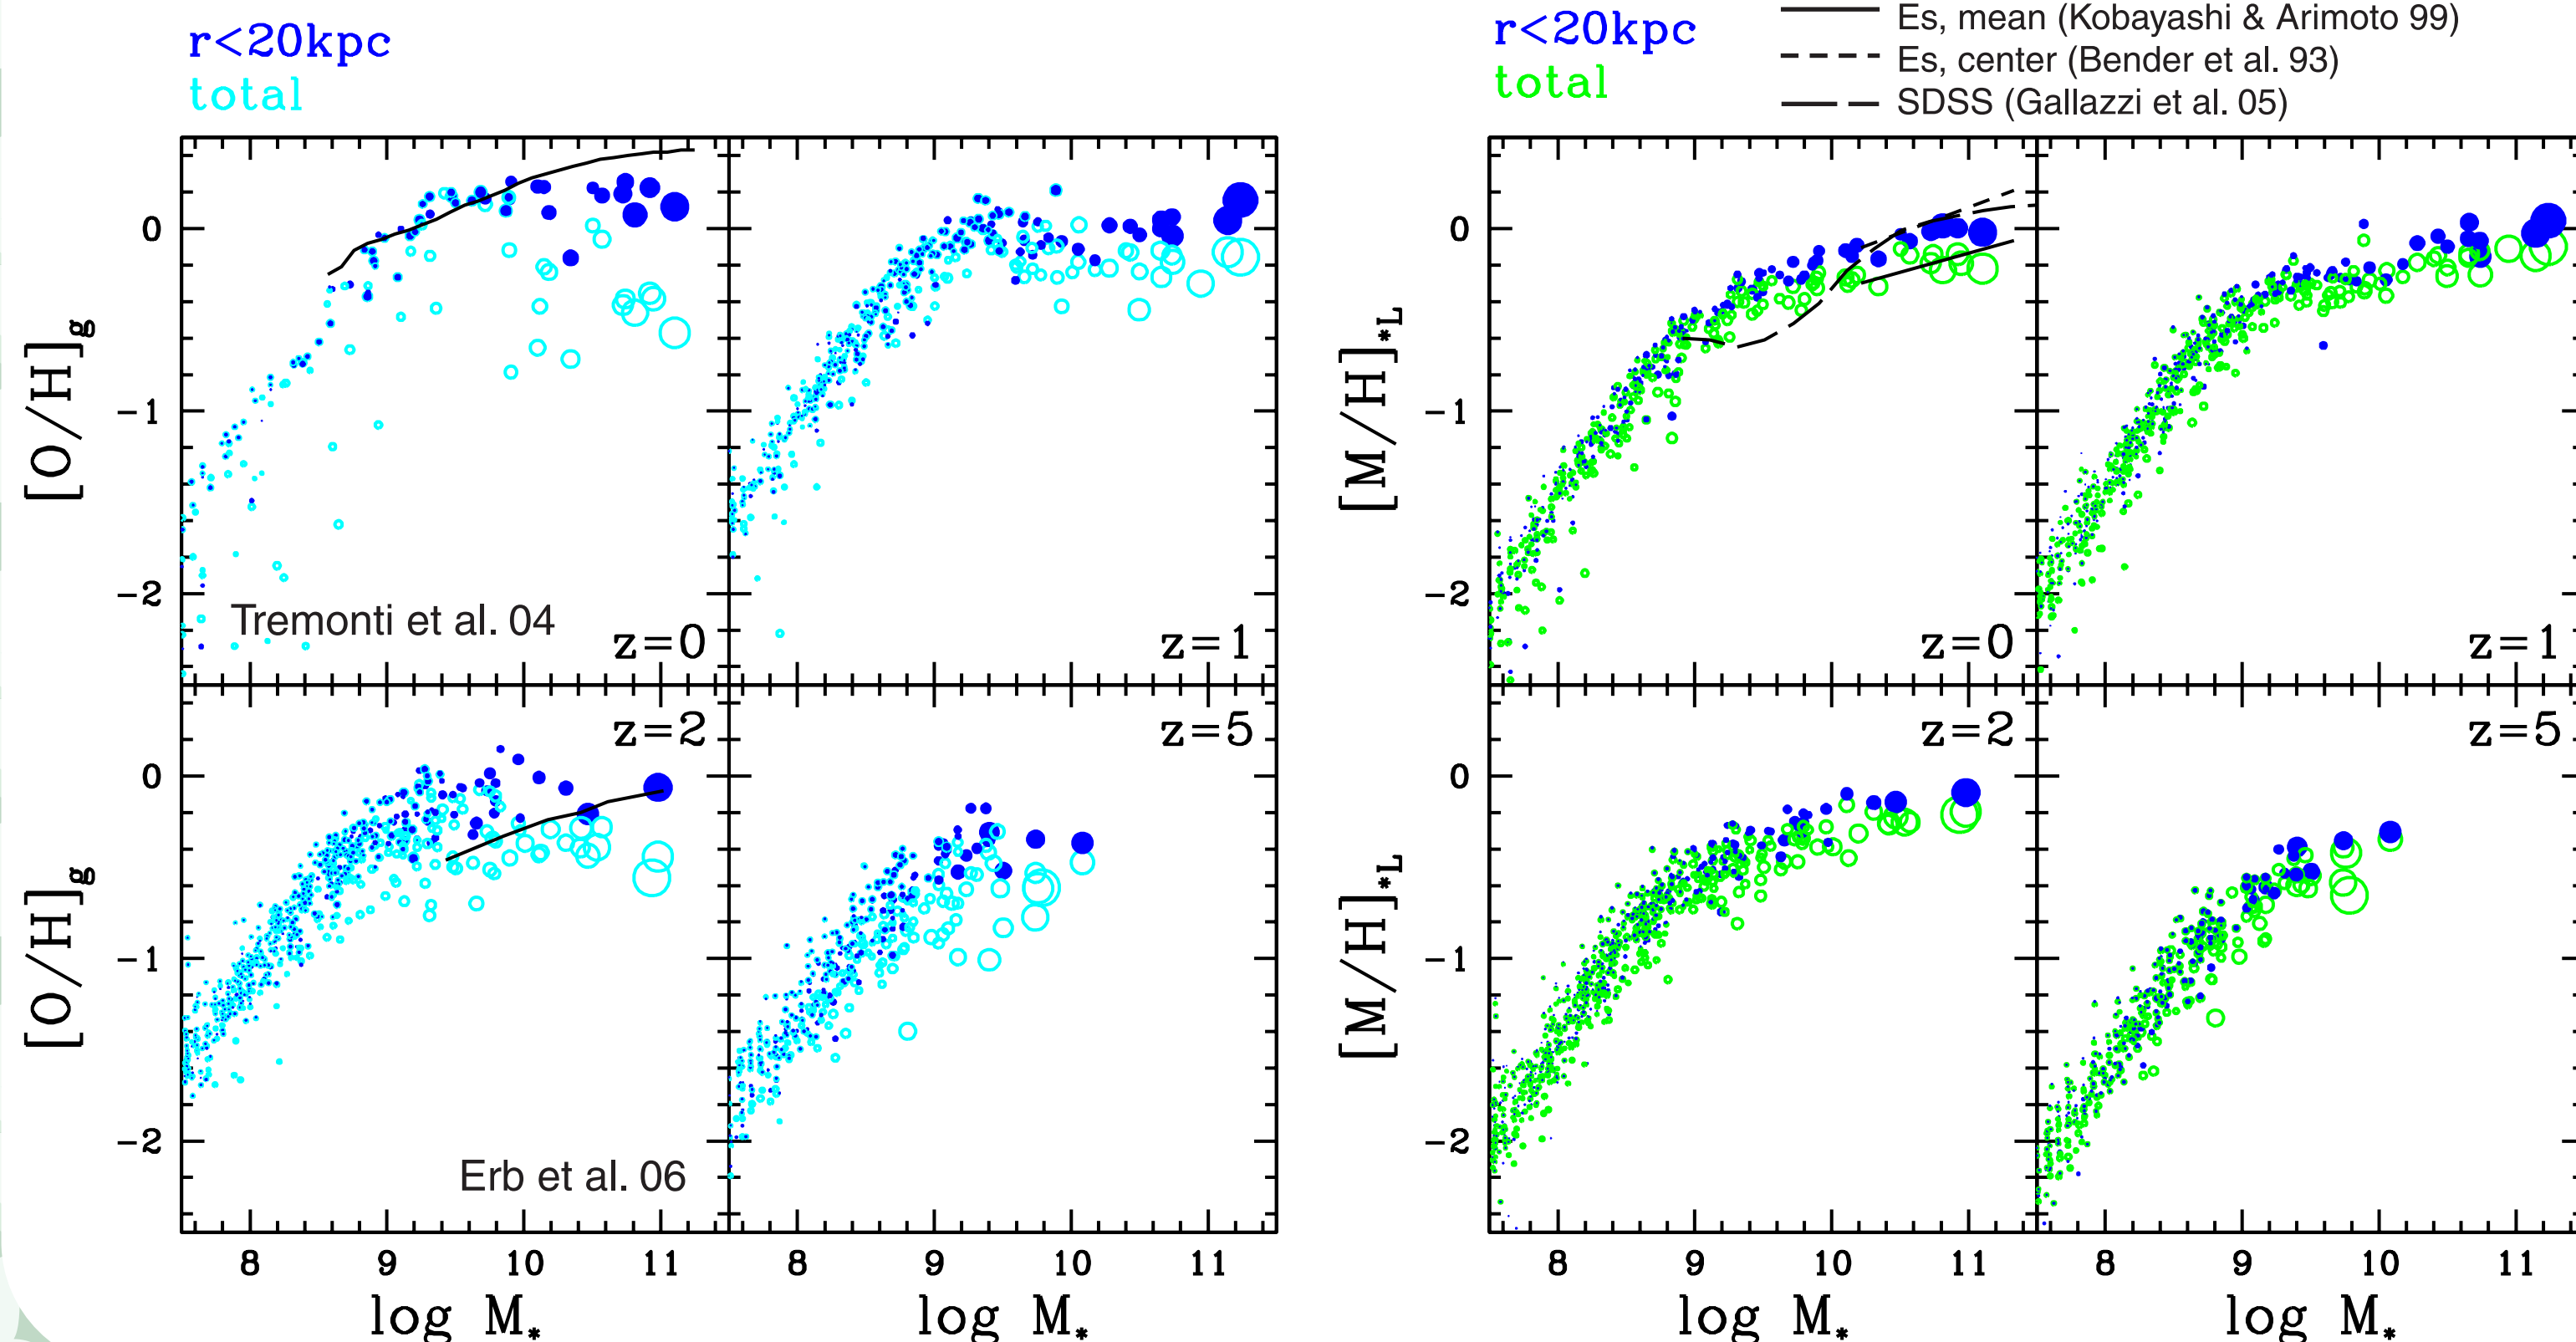 r<20kpc
total
[O/H]g
0
-1
-2
Tremonti et al. 04
z=0
z=1
[O/H]g
0
-1
-2
z=2
z=5
Erb et al. 06
8 9 10 11 8 9 10 11
log M* log M*
r<20kpc
total
Es, mean (Kobayashi & Arimoto 99)
Es, center (Bender et al. 93)
SDSS (Gallazzi et al. 05)
[M/H]*L
0
-1
-2
z=0
z=1
[M/H]*L
0
-1
-2
z=2
z=5
8 9 10 11 8 9 10 11
log M* log M*